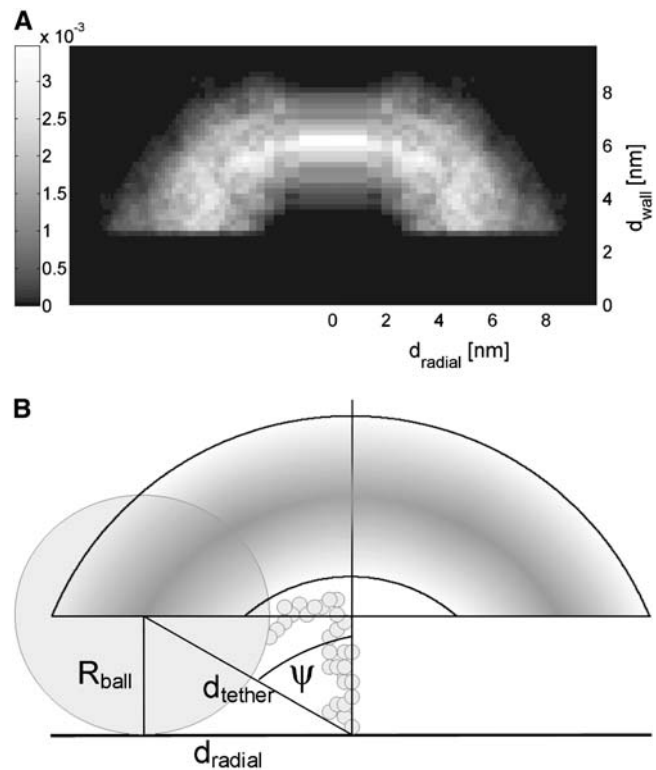 A
x 10⁻³
3
2.5
2
1.5
1
0.5
0
8
6
4
2
0
d_wall [nm]
0 2 4 6 8
d_radial [nm]
B
R_ball
d_tether
ψ
d_radial